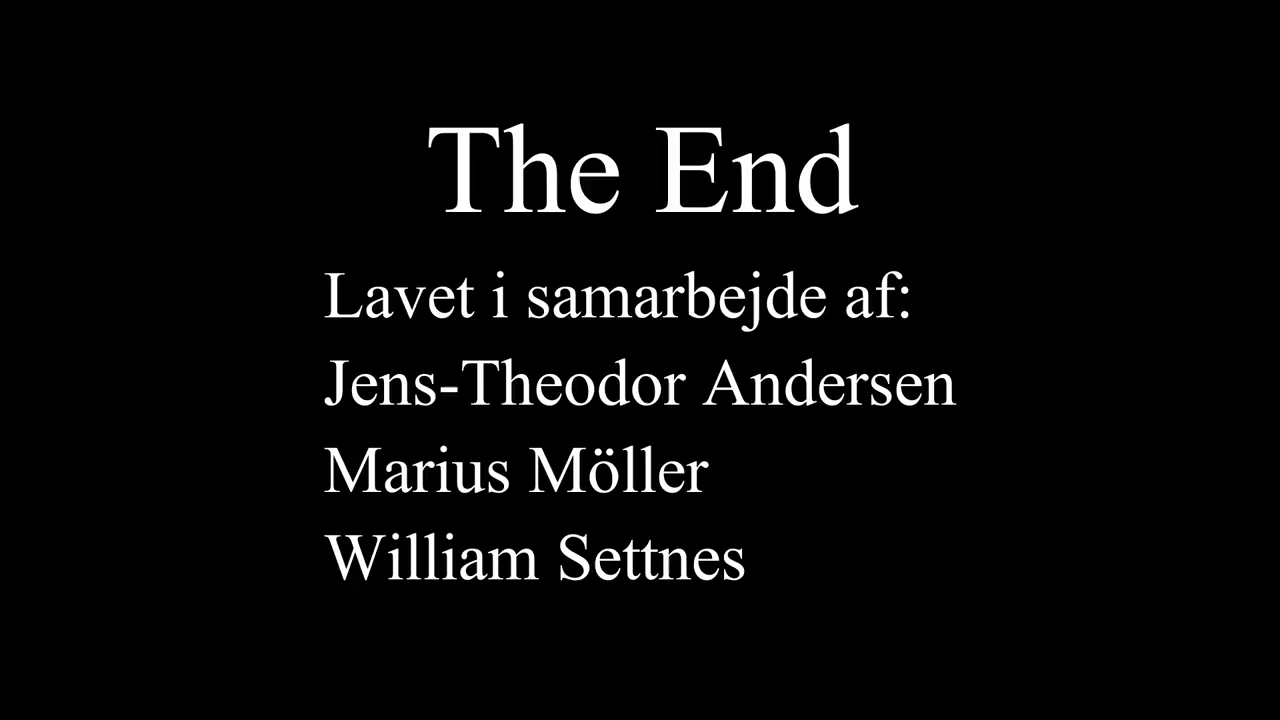 The End
Lavet i samarbejde af:
Jens-Theodor Andersen
Marius Möller
William Settnes